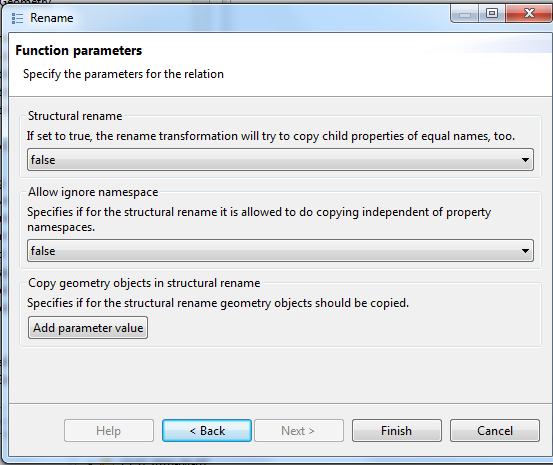 Rename
Function parameters
Specify the parameters for the relation
Structural rename
If set to true, the rename transformation will try to copy child properties of equal names, too.
false
Allow ignore namespace
Specifies if for the structural rename it is allowed to do copying independent of property
namespaces.
false
Copy geometry objects in structural rename
Specifies if for the structural rename geometry objects should be copied.
Add parameter value
Help
< Back
Next >
Finish
Cancel